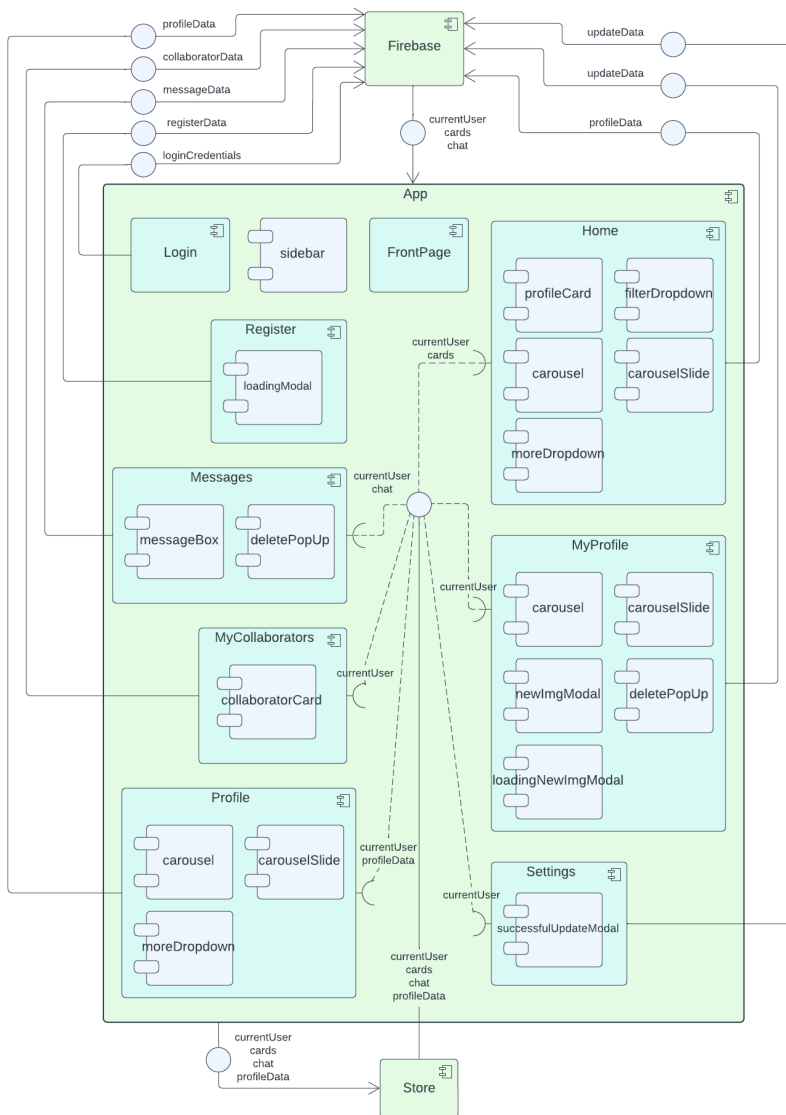 profileData
collaboratorData
messageData
registerData
loginCredentials
Firebase
currentUser
cards
chat
updateData
updateData
profileData
App
Login
sidebar
FrontPage
Home
profileCard
filterDropdown
carousel
carouselSlide
moreDropdown
currentUser
cards
Register
loadingModal
Messages
messageBox
deletePopUp
currentUser
chat
MyProfile
carousel
carouselSlide
newImgModal
deletePopUp
loadingNewImgModal
currentUser
MyCollaborators
collaboratorCard
currentUser
Profile
carousel
carouselSlide
moreDropdown
currentUser
profileData
Settings
successfulUpdateModal
currentUser
currentUser
cards
chat
profileData
currentUser
cards
chat
profileData
Store